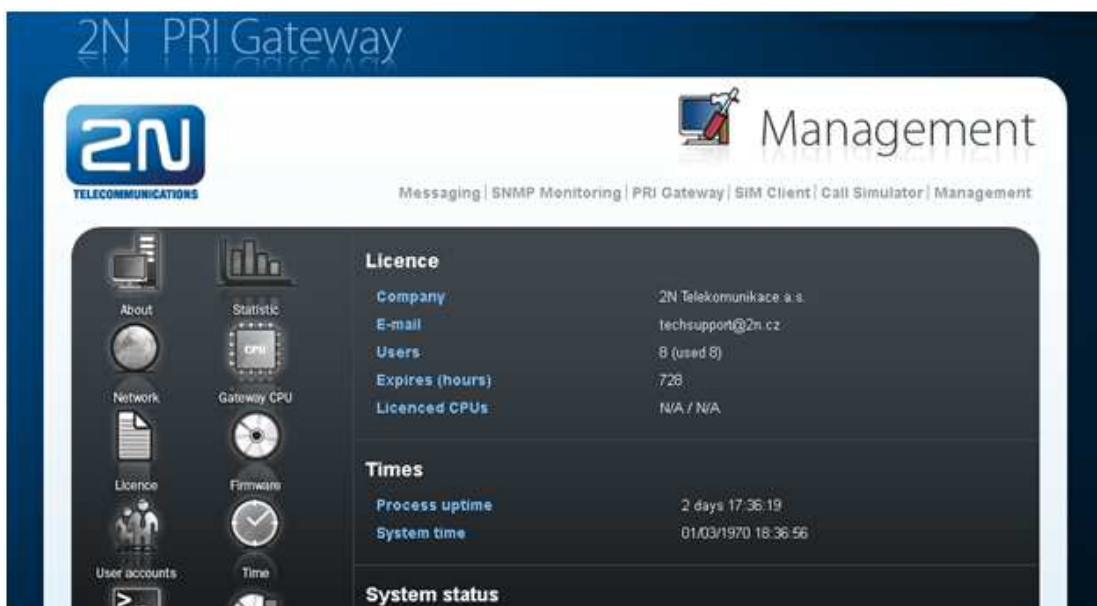 2N PRI Gateway
2N
TELECOMMUNICATIONS
Management
Messaging | SNMP Monitoring | PRI Gateway | SIM Client | Call Simulator | Management
About
Statistic
Network
CPU
Gateway CPU
Licence
Firmware
User accounts
Time
>_
Licence
Company 2N Telekomunikace a.s.
E-mail techsupport@2n.cz
Users 8 (used 8)
Expires (hours) 728
Licenced CPUs N/A / N/A
Times
Process uptime 2 days 17:36:19
System time 01/03/1970 18:36:56
System status